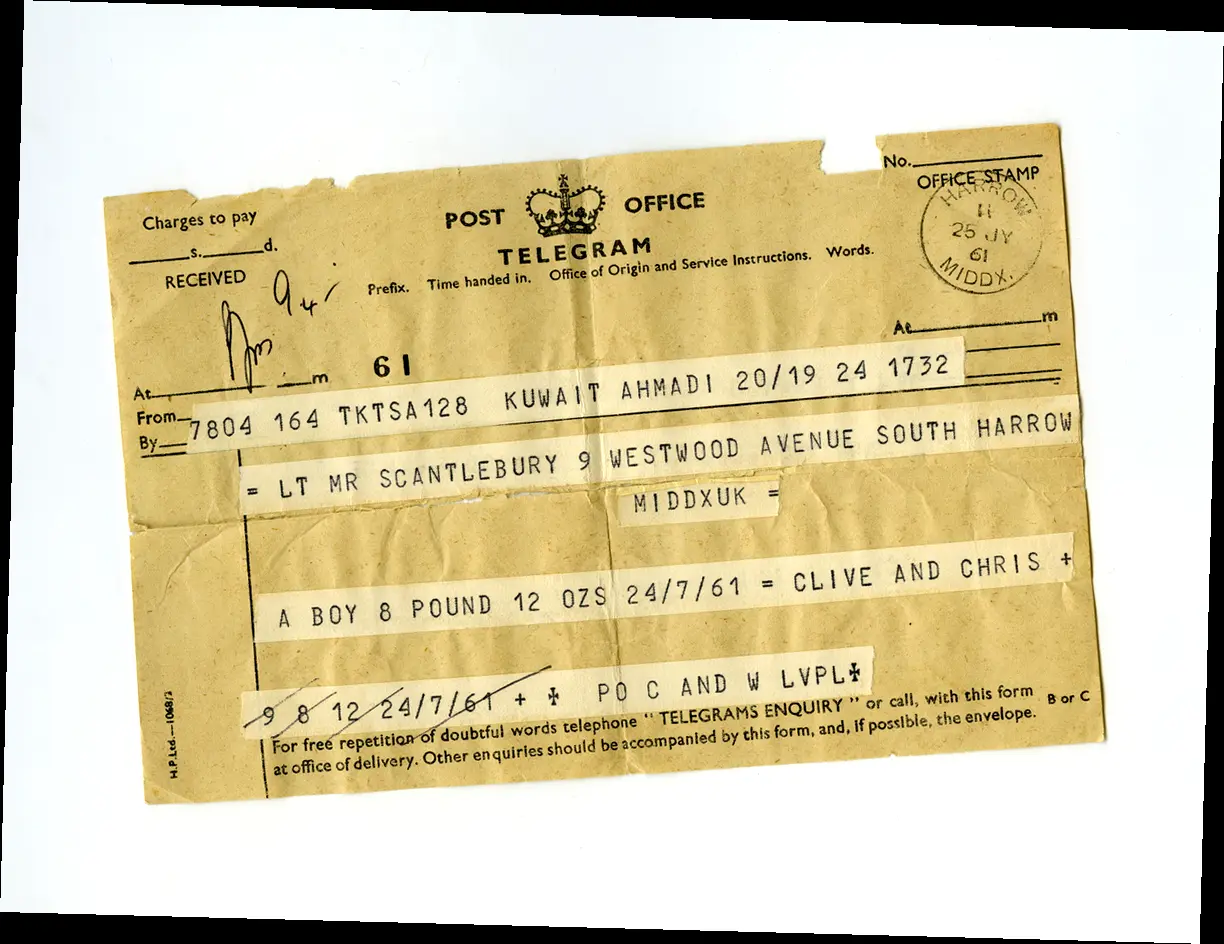 No.
OFFICE STAMP
HARROW
11
25 JY
61
MIDDX.
Charges to pay
s. d.
RECEIVED
POST OFFICE
TELEGRAM
Prefix. Time handed in. Office of Origin and Service Instructions. Words.
At m
61
At m
From
By
7804 164 TKTSA128 KUWAIT AHMADI 20/19 24 1732
= LT MR SCANTLEBURY 9 WESTWOOD AVENUE SOUTH HARROW
MIDDXUK =
A BOY 8 POUND 12 OZS 24/7/61 = CLIVE AND CHRIS +
9 8 12 24/7/61 + ✠ PO C AND W LVPL✠
For free repetition of doubtful words telephone " TELEGRAMS ENQUIRY " or call, with this form
at office of delivery. Other enquiries should be accompanied by this form, and, if possible, the envelope.
B or C
H.P.Ltd.—1068/2